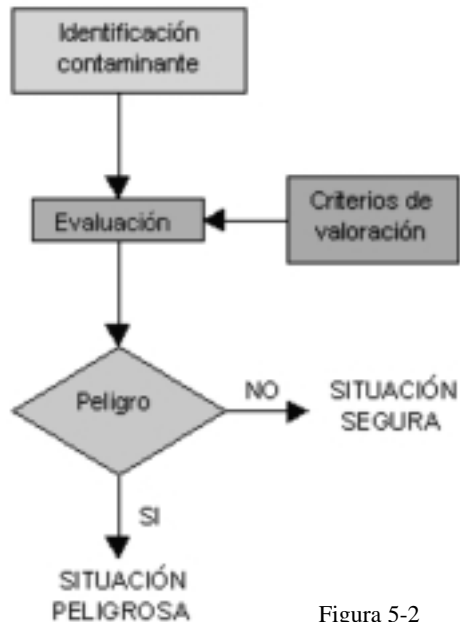 Identificación
contaminante
Evaluación
Criterios de
valoración
Peligro
NO
SITUACIÓN
SEGURA
SI
SITUACIÓN
PELIGROSA
Figura 5-2